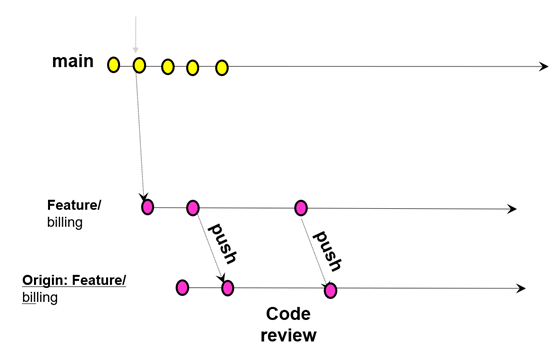 main
Feature/
billing
push
push
Origin: Feature/
billing
Code
review